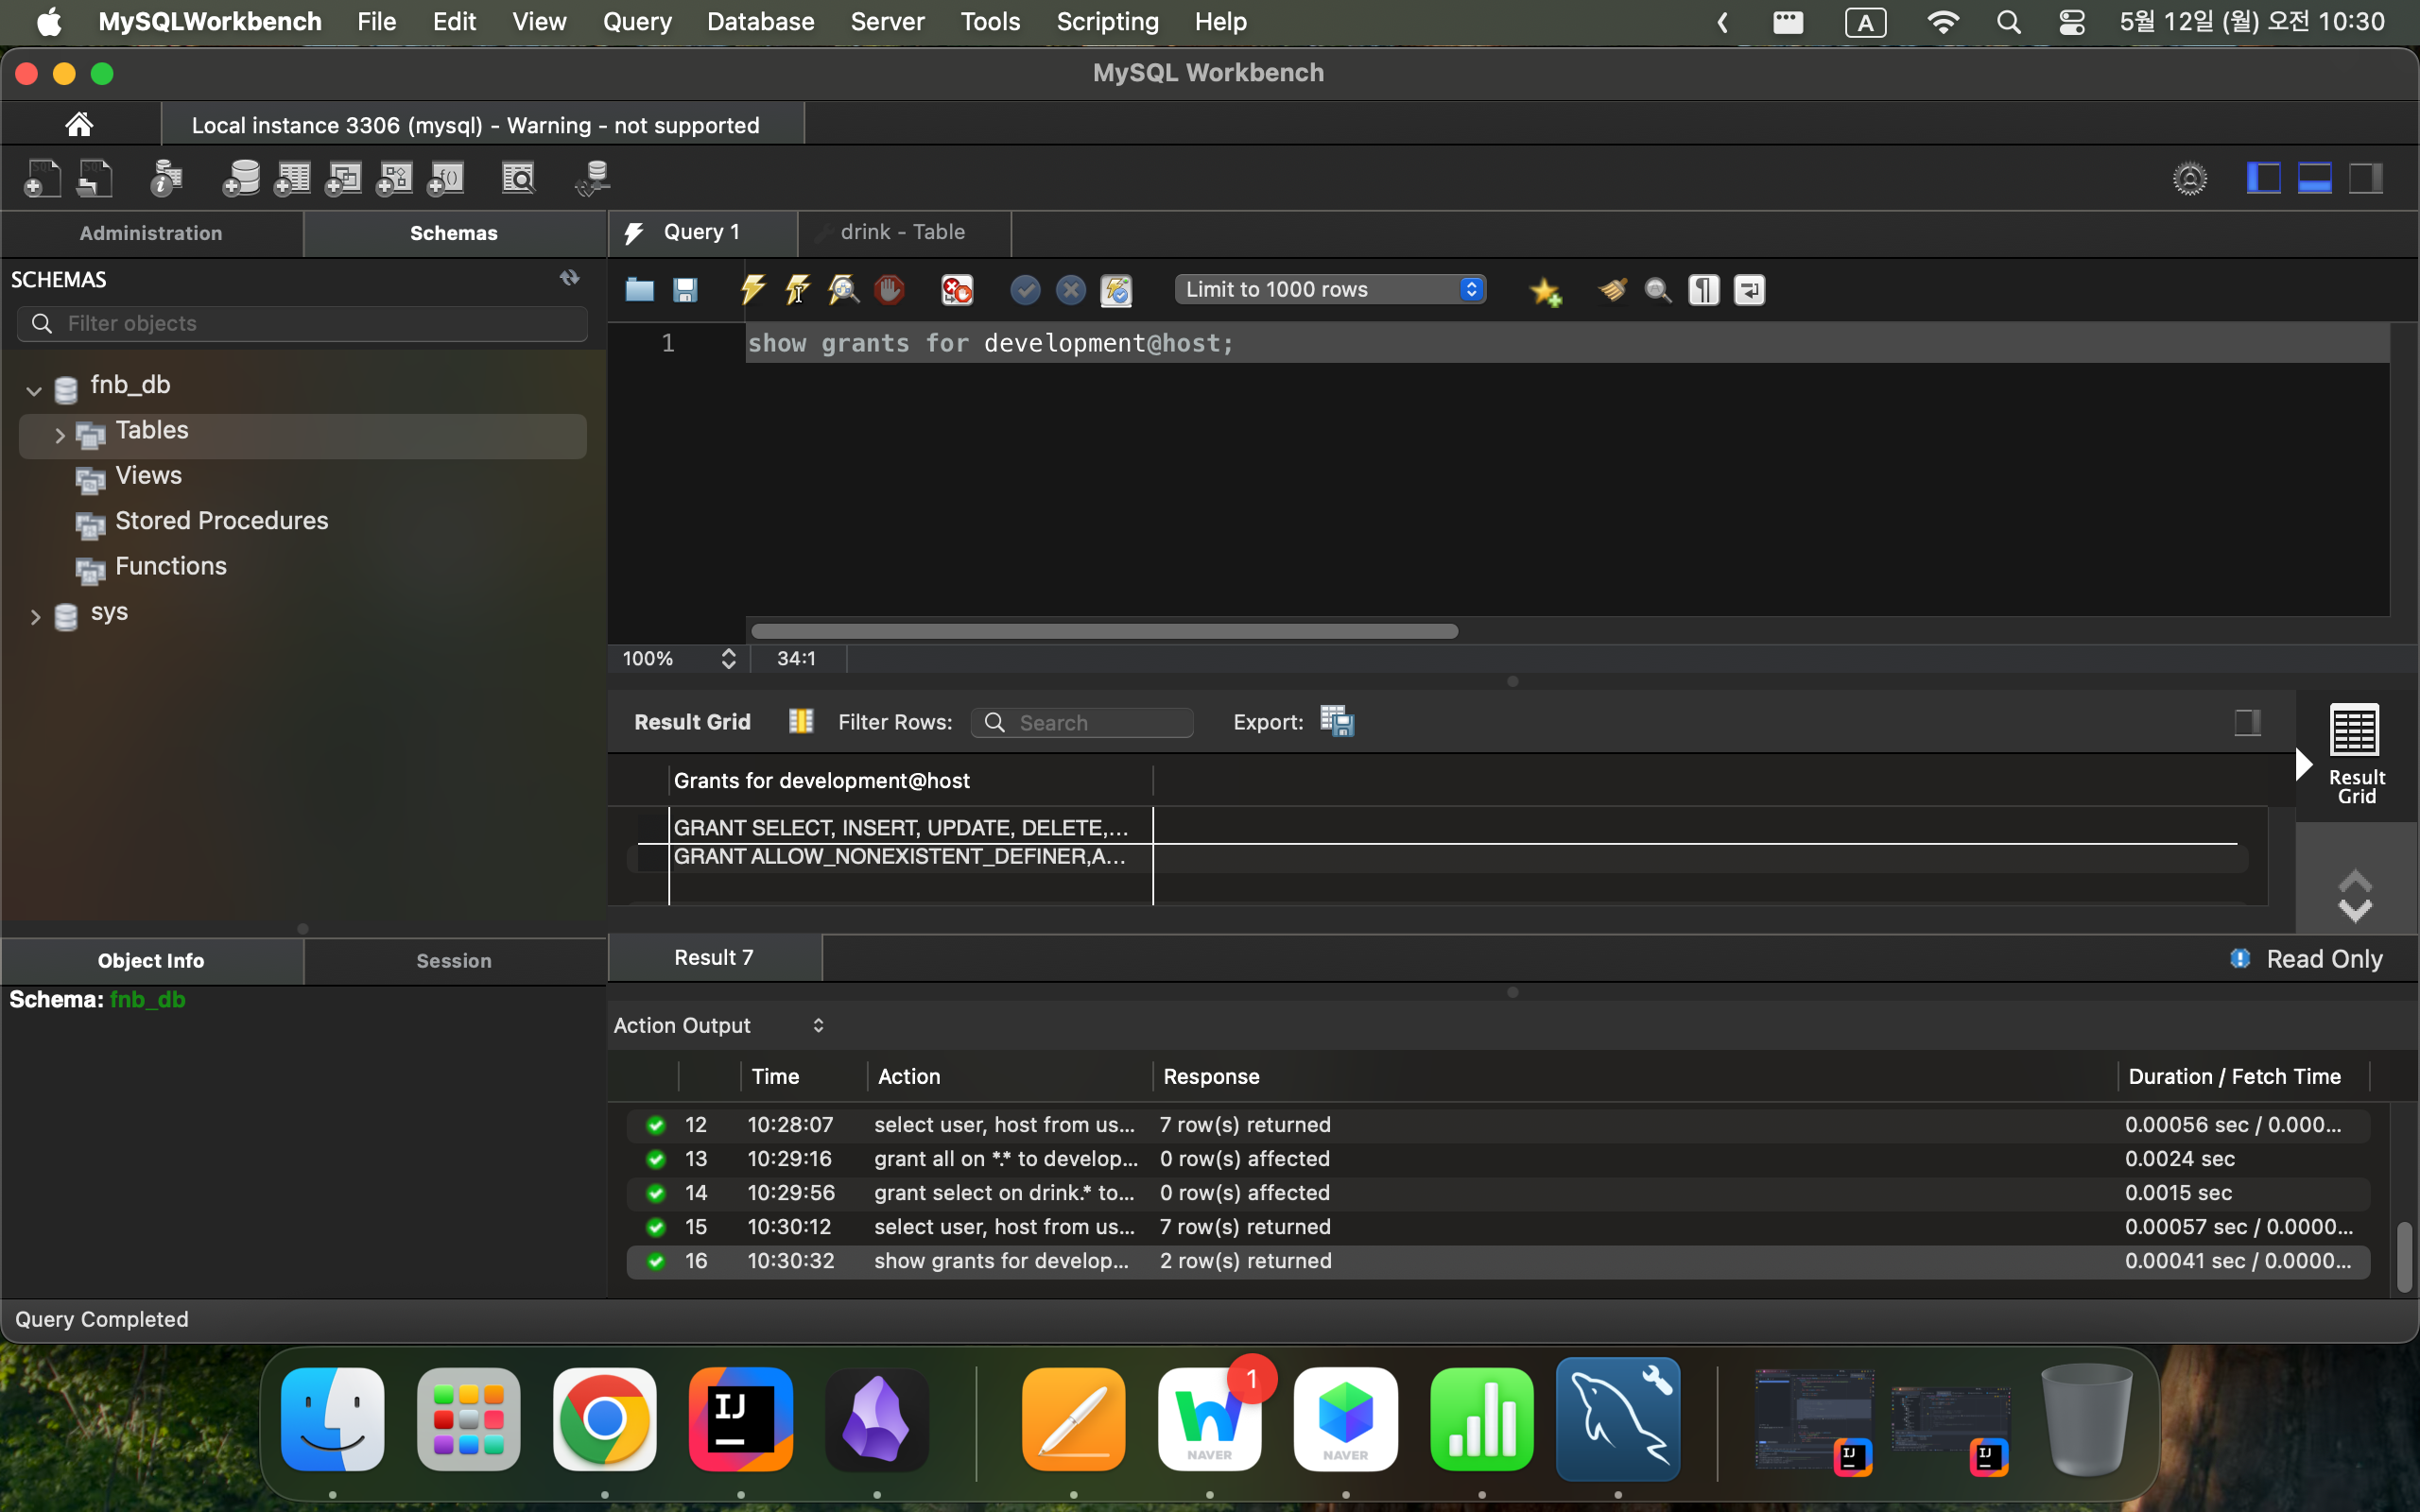 MySQLWorkbench File Edit View Query Database Server Tools Scripting Help A 5월 12일 (월) 오전 10:30
MySQL Workbench
Local instance 3306 (mysql) - Warning - not supported
Administration Schemas Query 1 drink - Table
SCHEMAS
Filter objects
Limit to 1000 rows
1 show grants for development@host;
fnb_db
Tables
Views
Stored Procedures
Functions
sys
100% 34:1
Result Grid Filter Rows: Search Export:
Result
Grid
Grants for development@host
GRANT SELECT, INSERT, UPDATE, DELETE,...
GRANT ALLOW_NONEXISTENT_DEFINER,A...
Result 7 Read Only
Object Info Session
Schema: fnb_db
Action Output
Time Action Response Duration / Fetch Time
12 10:28:07 select user, host from us... 7 row(s) returned 0.00056 sec / 0.000...
13 10:29:16 grant all on *.* to develop... 0 row(s) affected 0.0024 sec
14 10:29:56 grant select on drink.* to... 0 row(s) affected 0.0015 sec
15 10:30:12 select user, host from us... 7 row(s) returned 0.00057 sec / 0.0000...
16 10:30:32 show grants for develop... 2 row(s) returned 0.00041 sec / 0.0000...
Query Completed
IJ
1
NAVER
NAVER
IJ
IJ